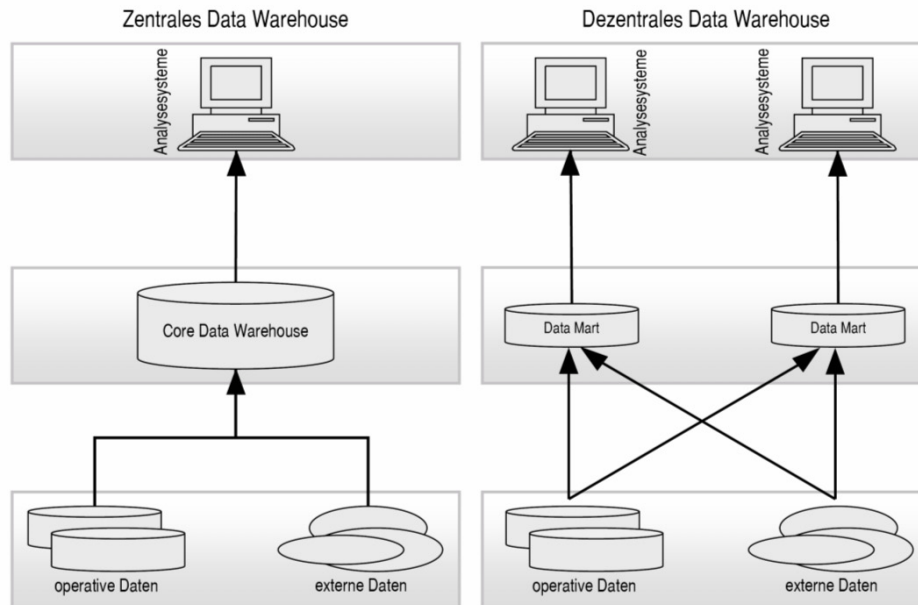 Zentrales Data Warehouse
Analysesysteme
Core Data Warehouse
operative Daten
externe Daten
Dezentrales Data Warehouse
Analysesysteme
Analysesysteme
Data Mart
Data Mart
operative Daten
externe Daten